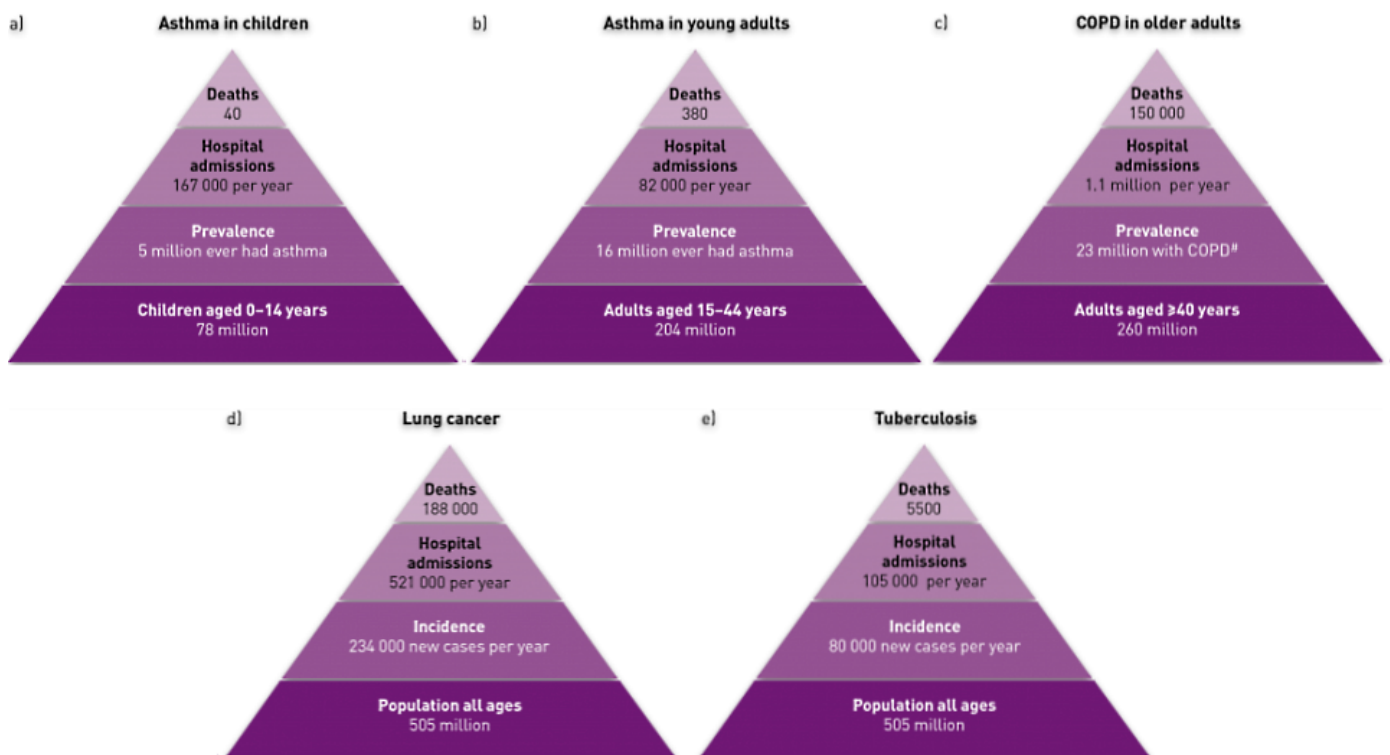 a)
Asthma in children
Deaths
40
Hospital
admissions
167 000 per year
Prevalence
5 million ever had asthma
Children aged 0–14 years
78 million
b)
Asthma in young adults
Deaths
380
Hospital
admissions
82 000 per year
Prevalence
16 million ever had asthma
Adults aged 15–44 years
204 million
c)
COPD in older adults
Deaths
150 000
Hospital
admissions
1.1 million per year
Prevalence
23 million with COPD#
Adults aged ≥40 years
260 million
d)
Lung cancer
Deaths
188 000
Hospital
admissions
521 000 per year
Incidence
234 000 new cases per year
Population all ages
505 million
e)
Tuberculosis
Deaths
5500
Hospital
admissions
105 000 per year
Incidence
80 000 new cases per year
Population all ages
505 million